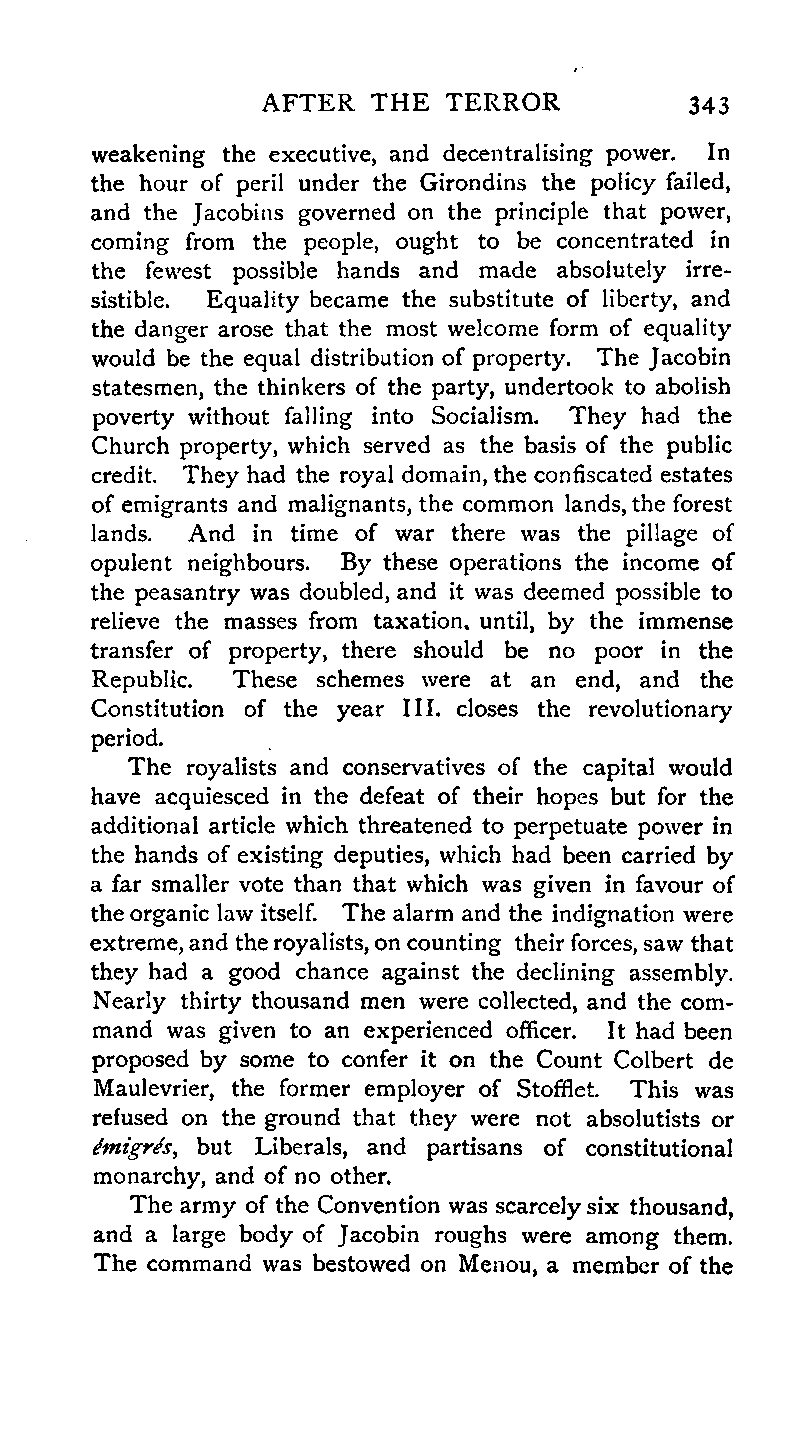 AFTER THE TERROR 343
weakening the executive, and decentralising power. In
the hour of peril under the Girondins the policy failed,
and the Jacobins governed on the principle that power,
coming from the people, ought to be concentrated in
the fewest possible hands and made absolutely irre-
sistible. Equality became the substitute of liberty, and
the danger arose that the most welcome form of equality
would be the equal distribution of property. The Jacobin
statesmen, the thinkers of the party, undertook to abolish
poverty without falling into Socialism. They had the
Church property, which served as the basis of the public
credit. They had the royal domain, the confiscated estates
of emigrants and malignants, the common lands, the forest
lands. And in time of war there was the pillage of
opulent neighbours. By these operations the income of
the peasantry was doubled, and it was deemed possible to
relieve the masses from taxation, until, by the immense
transfer of property, there should be no poor in the
Republic. These schemes were at an end, and the
Constitution of the year III. closes the revolutionary
period.
The royalists and conservatives of the capital would
have acquiesced in the defeat of their hopes but for the
additional article which threatened to perpetuate power in
the hands of existing deputies, which had been carried by
a far smaller vote than that which was given in favour of
the organic law itself. The alarm and the indignation were
extreme, and the royalists, on counting their forces, saw that
they had a good chance against the declining assembly.
Nearly thirty thousand men were collected, and the com-
mand was given to an experienced officer. It had been
proposed by some to confer it on the Count Colbert de
Maulevrier, the former employer of Stofflet. This was
refused on the ground that they were not absolutists or
émigrés, but Liberals, and partisans of constitutional
monarchy, and of no other.
The army of the Convention was scarcely six thousand,
and a large body of Jacobin roughs were among them.
The command was bestowed on Menou, a member of the